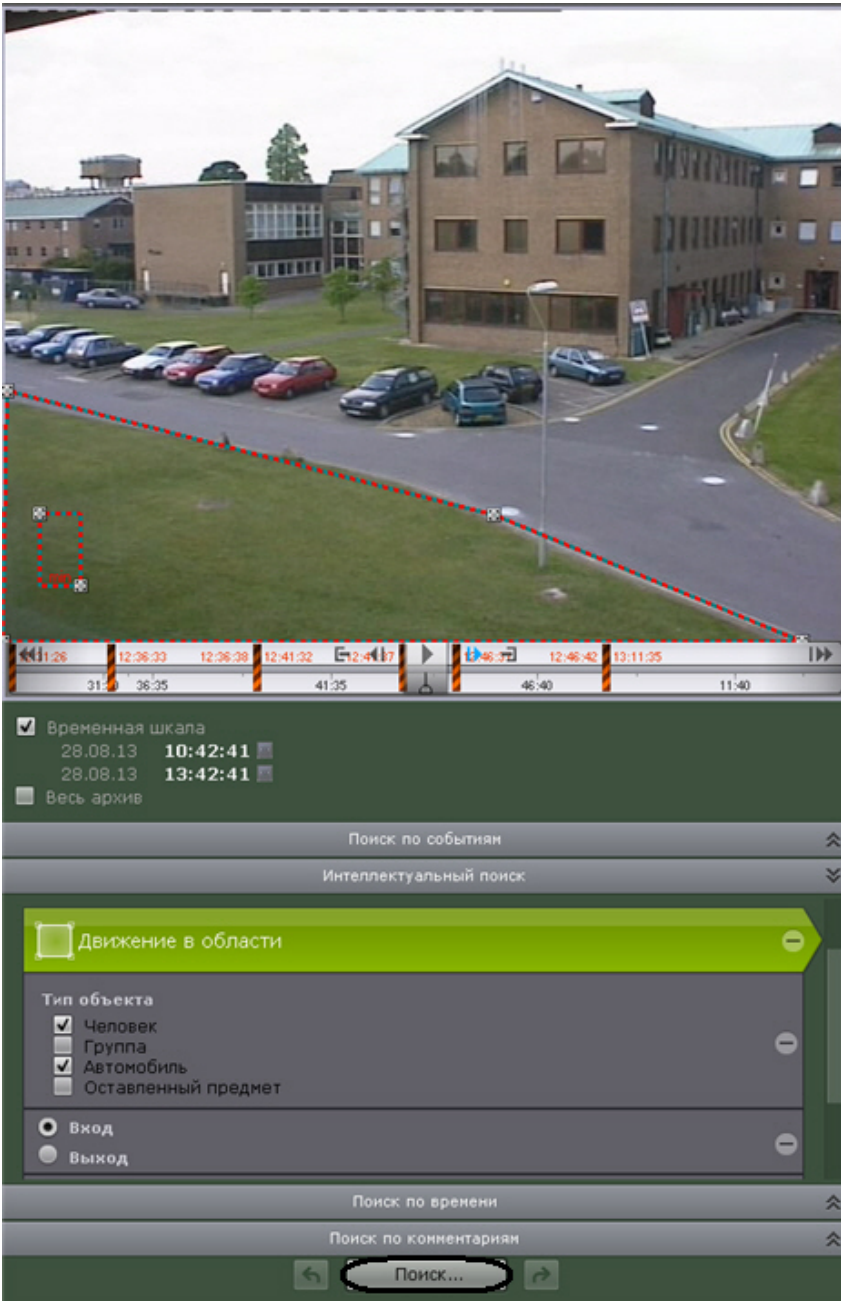 12:36:33 12:36:38 12:41:32 12:46:42 13:11:35
36:35 41:35 46:40 11:40
Временная шкала
28.08.13 10:42:41
28.08.13 13:42:41
Весь архив
Поиск по событиям
Интеллектуальный поиск
Движение в области
Тип объекта
Человек
Группа
Автомобиль
Оставленный предмет
Вход
Выход
Поиск по времени
Поиск по комментариям
Поиск...